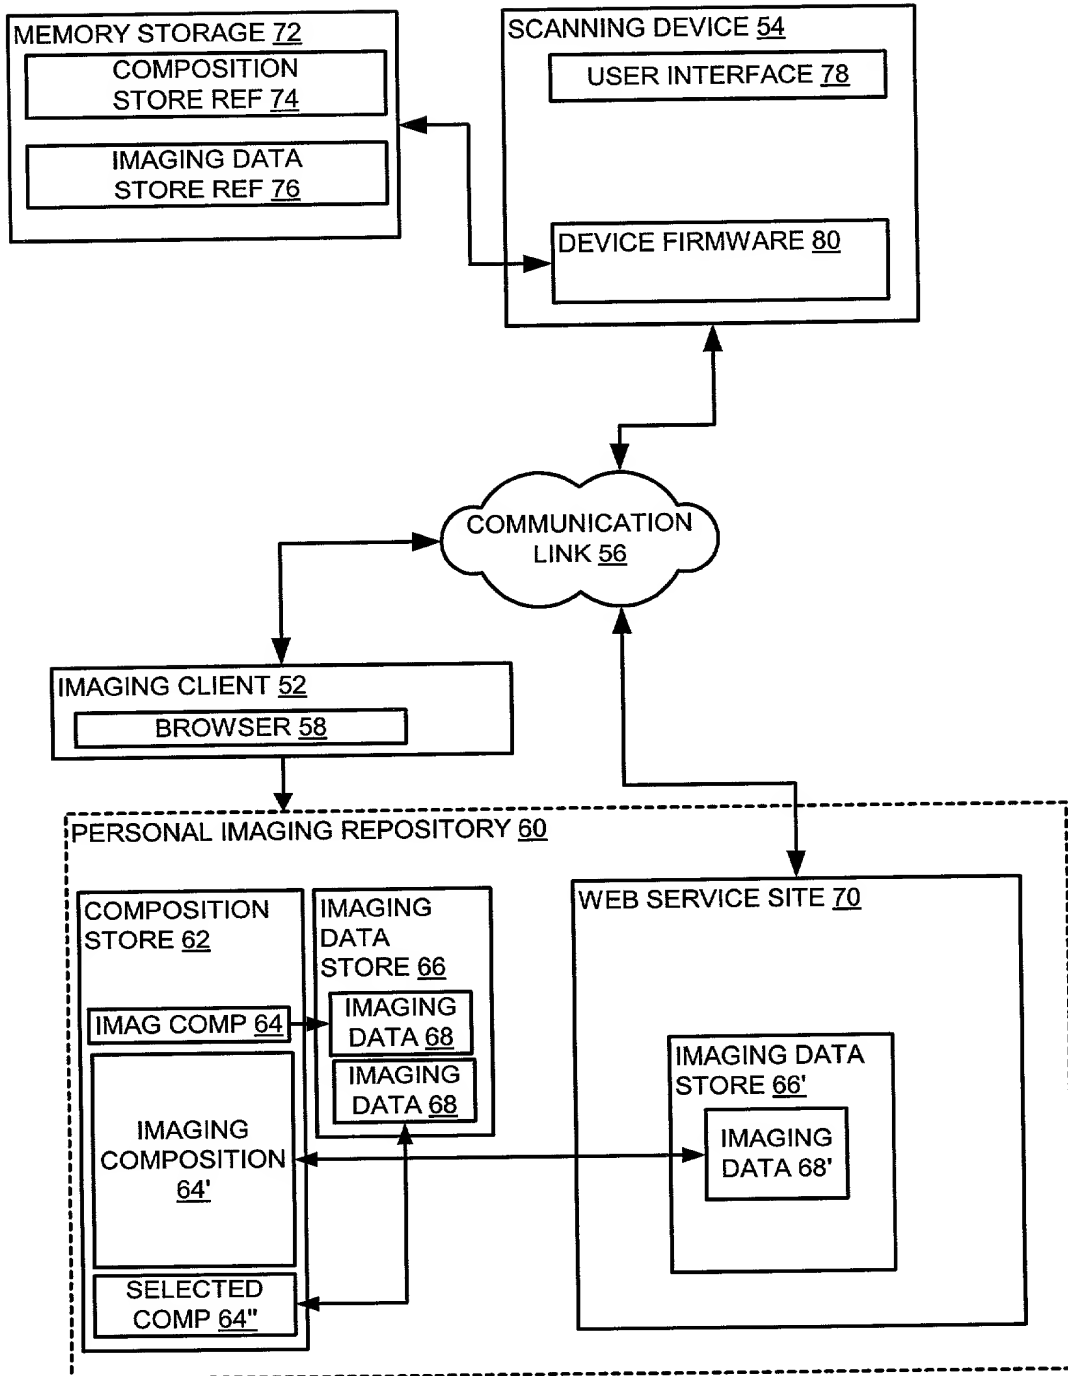 MEMORY STORAGE 72
COMPOSITION
STORE REF 74
IMAGING DATA
STORE REF 76
SCANNING DEVICE 54
USER INTERFACE 78
DEVICE FIRMWARE 80
COMMUNICATION
LINK 56
IMAGING CLIENT 52
BROWSER 58
PERSONAL IMAGING REPOSITORY 60
COMPOSITION
STORE 62
IMAG COMP 64
IMAGING
COMPOSITION
64'
SELECTED
COMP 64"
IMAGING
DATA
STORE 66
IMAGING
DATA 68
IMAGING
DATA 68
WEB SERVICE SITE 70
IMAGING DATA
STORE 66'
IMAGING
DATA 68'